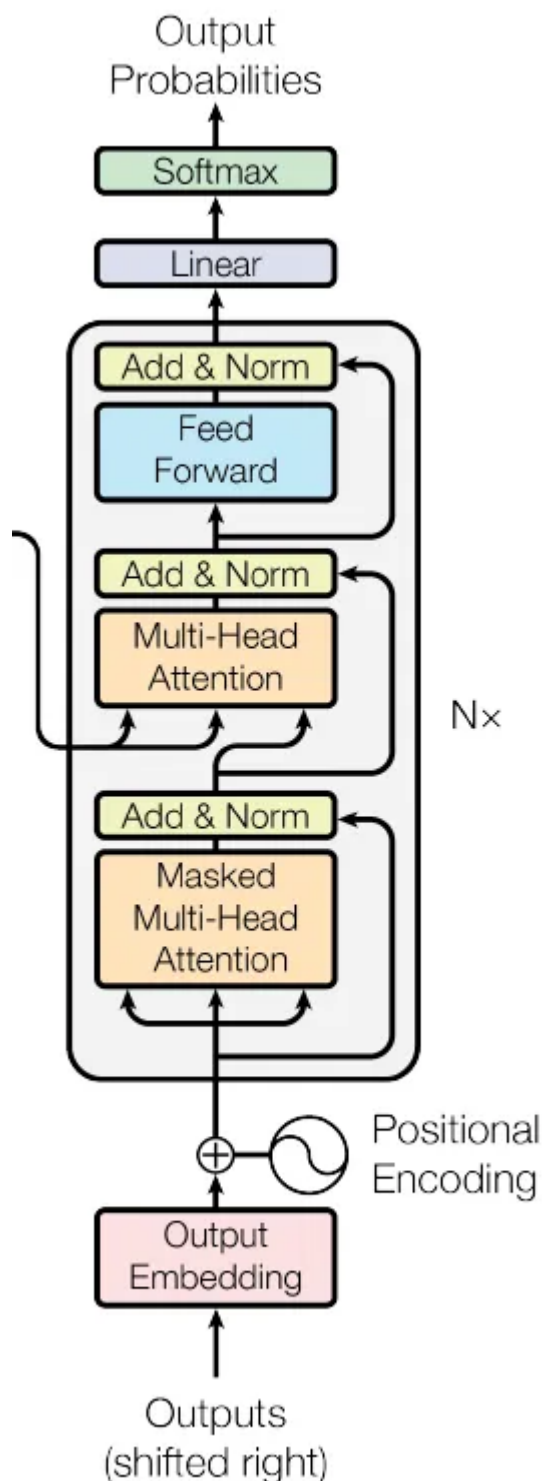 Output
Probabilities
Softmax
Linear
Add & Norm
Feed
Forward
Add & Norm
Multi-Head
Attention
N×
Add & Norm
Masked
Multi-Head
Attention
Positional
Encoding
Output
Embedding
Outputs
(shifted right)